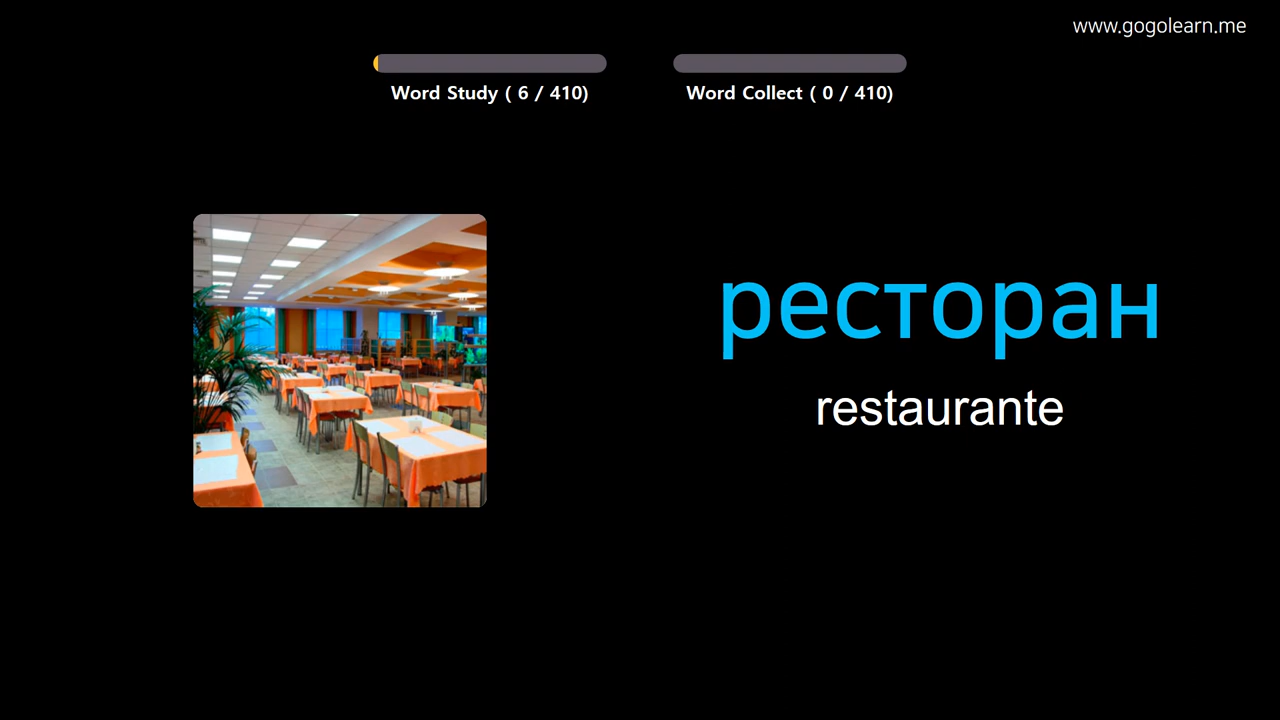 www.gogolearn.me
Word Study ( 6 / 410)
Word Collect ( 0 / 410)
ресторан
restaurante